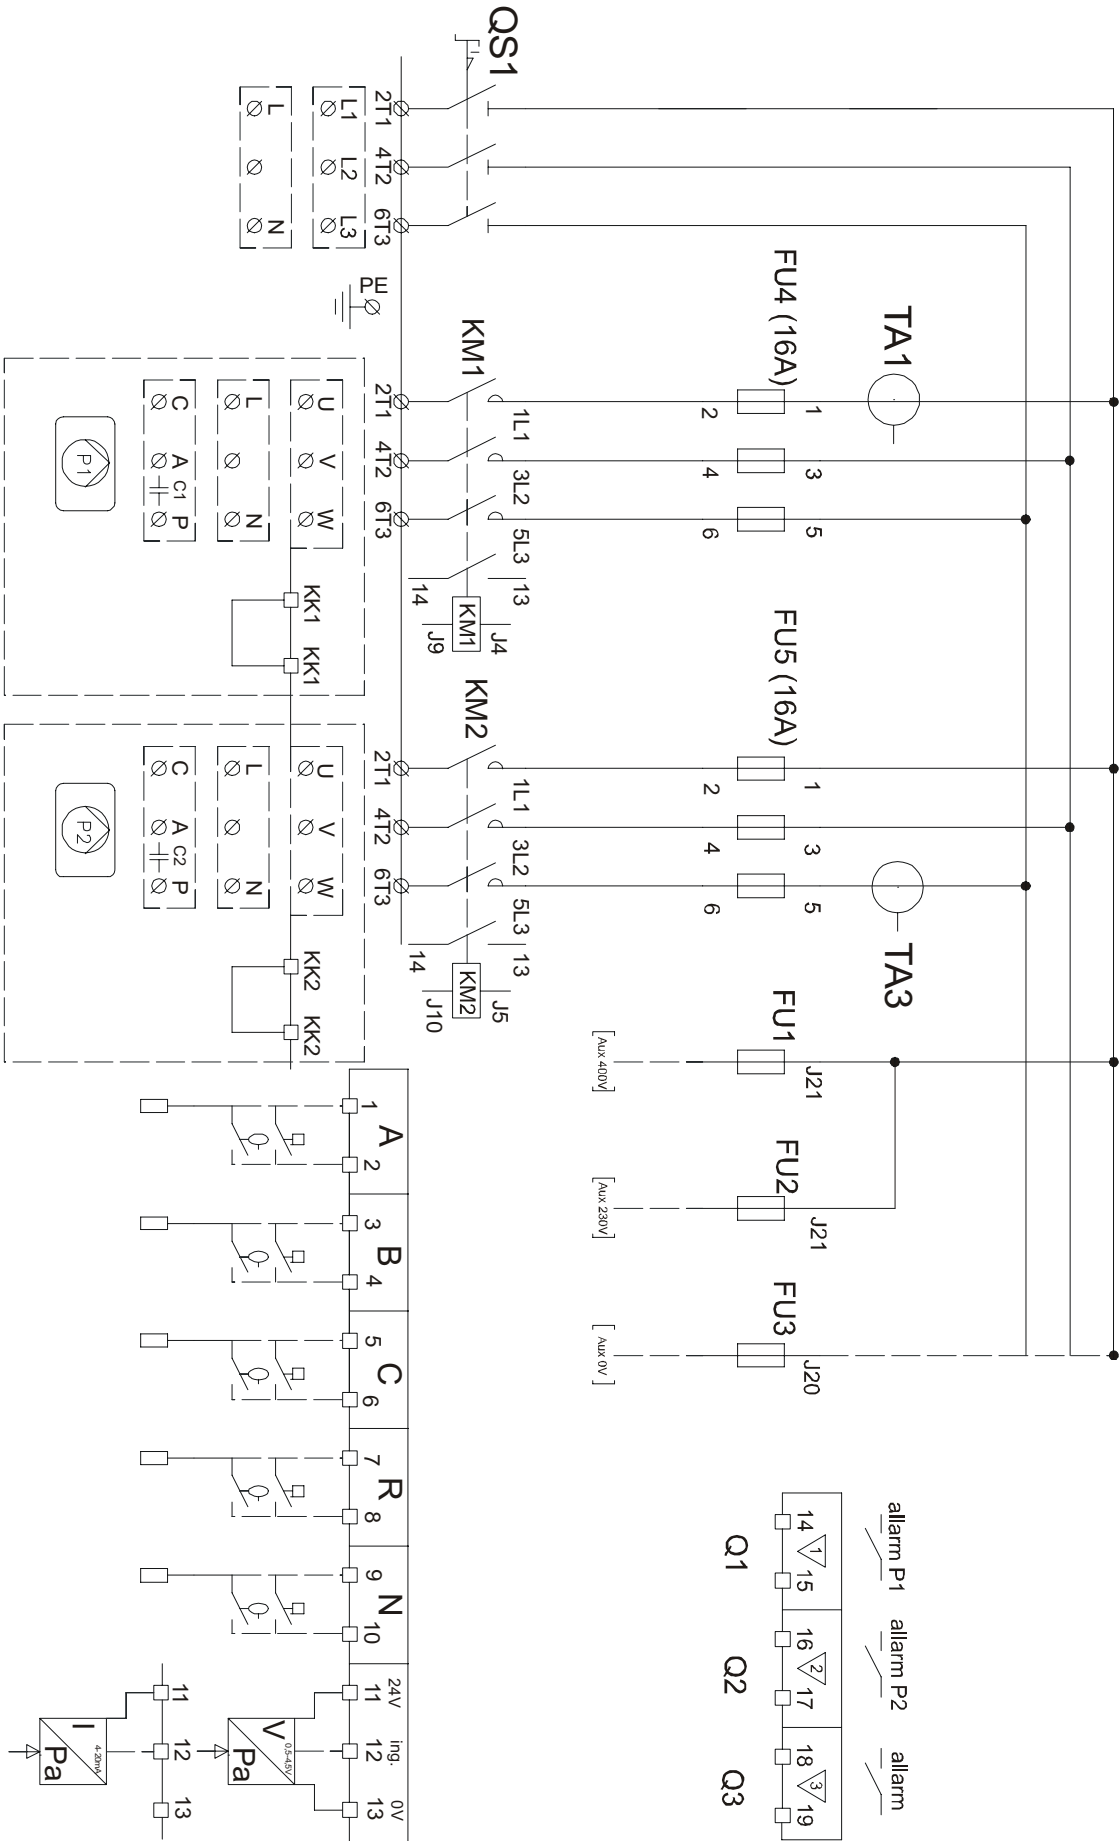 QS1
2T1 4T2 6T3
L1 L2 L3
L N
PE
TA1
FU4 (16A)
1 3 5
2 4 6
KM1
1L1 3L2 5L3 13
14
KM1
J4
J9
2T1 4T2 6T3
U V W
L N
C A C1 P
P1
KK1 KK1
TA3
FU5 (16A)
1 3 5
2 4 6
KM2
1L1 3L2 5L3 13
14
KM2
J5
J10
2T1 4T2 6T3
U V W
L N
C A C2 P
P2
KK2 KK2
FU1 J21
Aux 400V
FU2 J21
Aux 230V
FU3 J20
Aux 0V
allarm P1 allarm P2 allarm
14 1 15 16 2 17 18 3 19
Q1 Q2 Q3
A B C R N
1 2 3 4 5 6 7 8 9 10
24V ing. 0V
11 12 13
V 0,5-4,5V
Pa
11 12 13
I 4-20mA
Pa